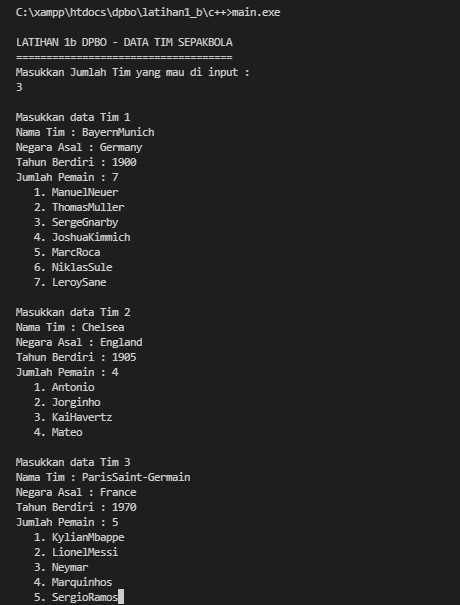 C:\xampp\htdocs\dpbo\latihan1_b\c++>main.exe
LATIHAN 1b DPBO - DATA TIM SEPAKBOLA
====================================
Masukkan Jumlah Tim yang mau di input :
3
Masukkan data Tim 1
Nama Tim : BayernMunich
Negara Asal : Germany
Tahun Berdiri : 1900
Jumlah Pemain : 7
1. ManuelNeuer
2. ThomasMuller
3. SergeGnarby
4. JoshuaKimmich
5. MarcRoca
6. NiklasSule
7. LeroySane
Masukkan data Tim 2
Nama Tim : Chelsea
Negara Asal : England
Tahun Berdiri : 1905
Jumlah Pemain : 4
1. Antonio
2. Jorginho
3. KaiHavertz
4. Mateo
Masukkan data Tim 3
Nama Tim : ParisSaint-Germain
Negara Asal : France
Tahun Berdiri : 1970
Jumlah Pemain : 5
1. KylianMbappe
2. LionelMessi
3. Neymar
4. Marquinhos
5. SergioRamos